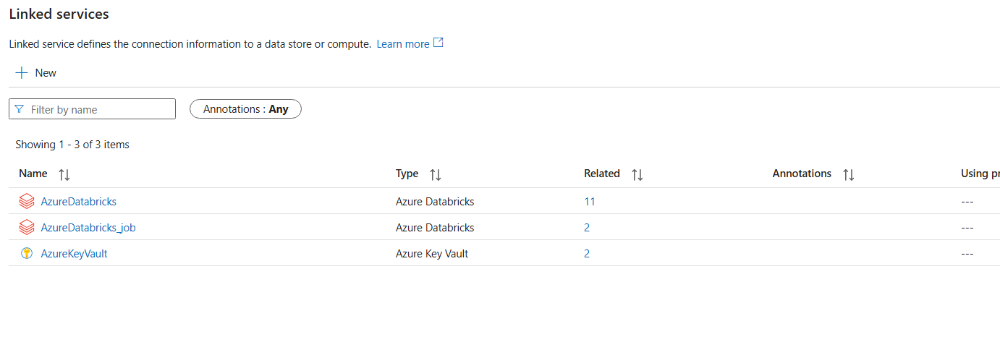 Linked services
Linked service defines the connection information to a data store or compute. Learn more
New
Filter by name
Annotations : Any
Showing 1 - 3 of 3 items
Name Type Related Annotations Using pr
AzureDatabricks Azure Databricks 11 ---
AzureDatabricks_job Azure Databricks 2 ---
AzureKeyVault Azure Key Vault 2 ---